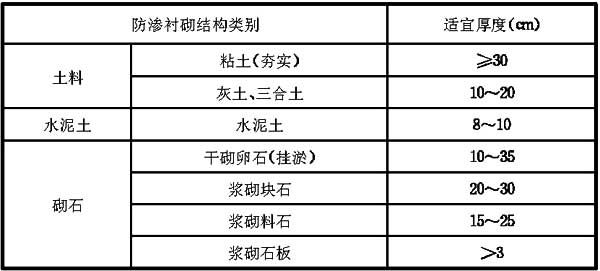 防渗衬砌结构类别 适宜厚度(cm)
土料 粘土(夯实) ≥30
灰土、三合土 10～20
水泥土 水泥土 8～10
砌石 干砌卵石(挂淤) 10～35
浆砌块石 20～30
浆砌料石 15～25
浆砌石板 >3